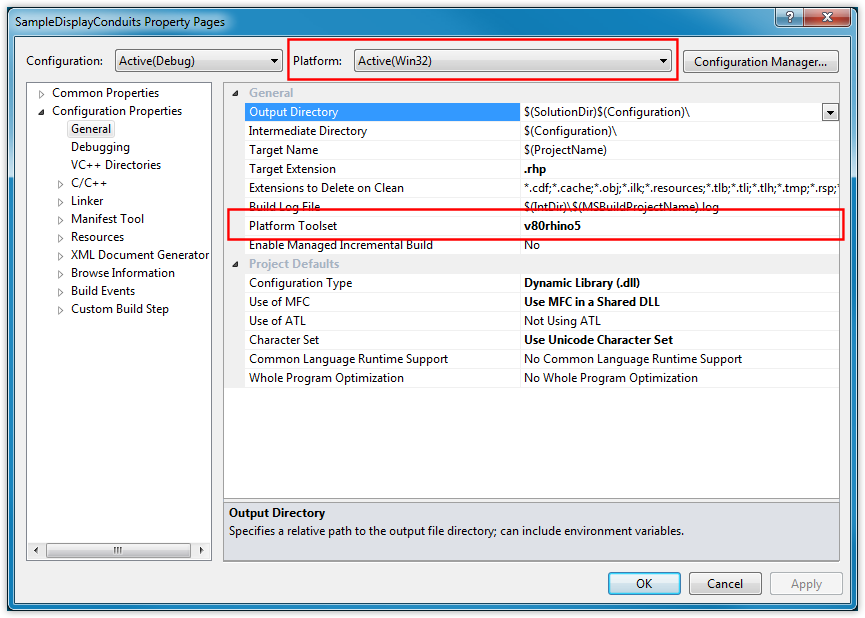 SampleDisplayConduits Property Pages
Configuration: Active(Debug) Platform: Active(Win32) Configuration Manager...
Common Properties
Configuration Properties
General
Debugging
VC++ Directories
C/C++
Linker
Manifest Tool
Resources
XML Document Generator
Browse Information
Build Events
Custom Build Step
General
Output Directory $(SolutionDir)$(Configuration)\
Intermediate Directory $(Configuration)\
Target Name $(ProjectName)
Target Extension .rhp
Extensions to Delete on Clean *.cdf;*.cache;*.obj;*.ilk;*.resources;*.tlb;*.tli;*.tlh;*.tmp;*.rsp;*
Build Log File $(IntDir)\$(MSBuildProjectName).log
Platform Toolset v80rhino5
Enable Managed Incremental Build No
Project Defaults
Configuration Type Dynamic Library (.dll)
Use of MFC Use MFC in a Shared DLL
Use of ATL Not Using ATL
Character Set Use Unicode Character Set
Common Language Runtime Support No Common Language Runtime Support
Whole Program Optimization No Whole Program Optimization
Output Directory
Specifies a relative path to the output file directory; can include environment variables.
OK Cancel Apply